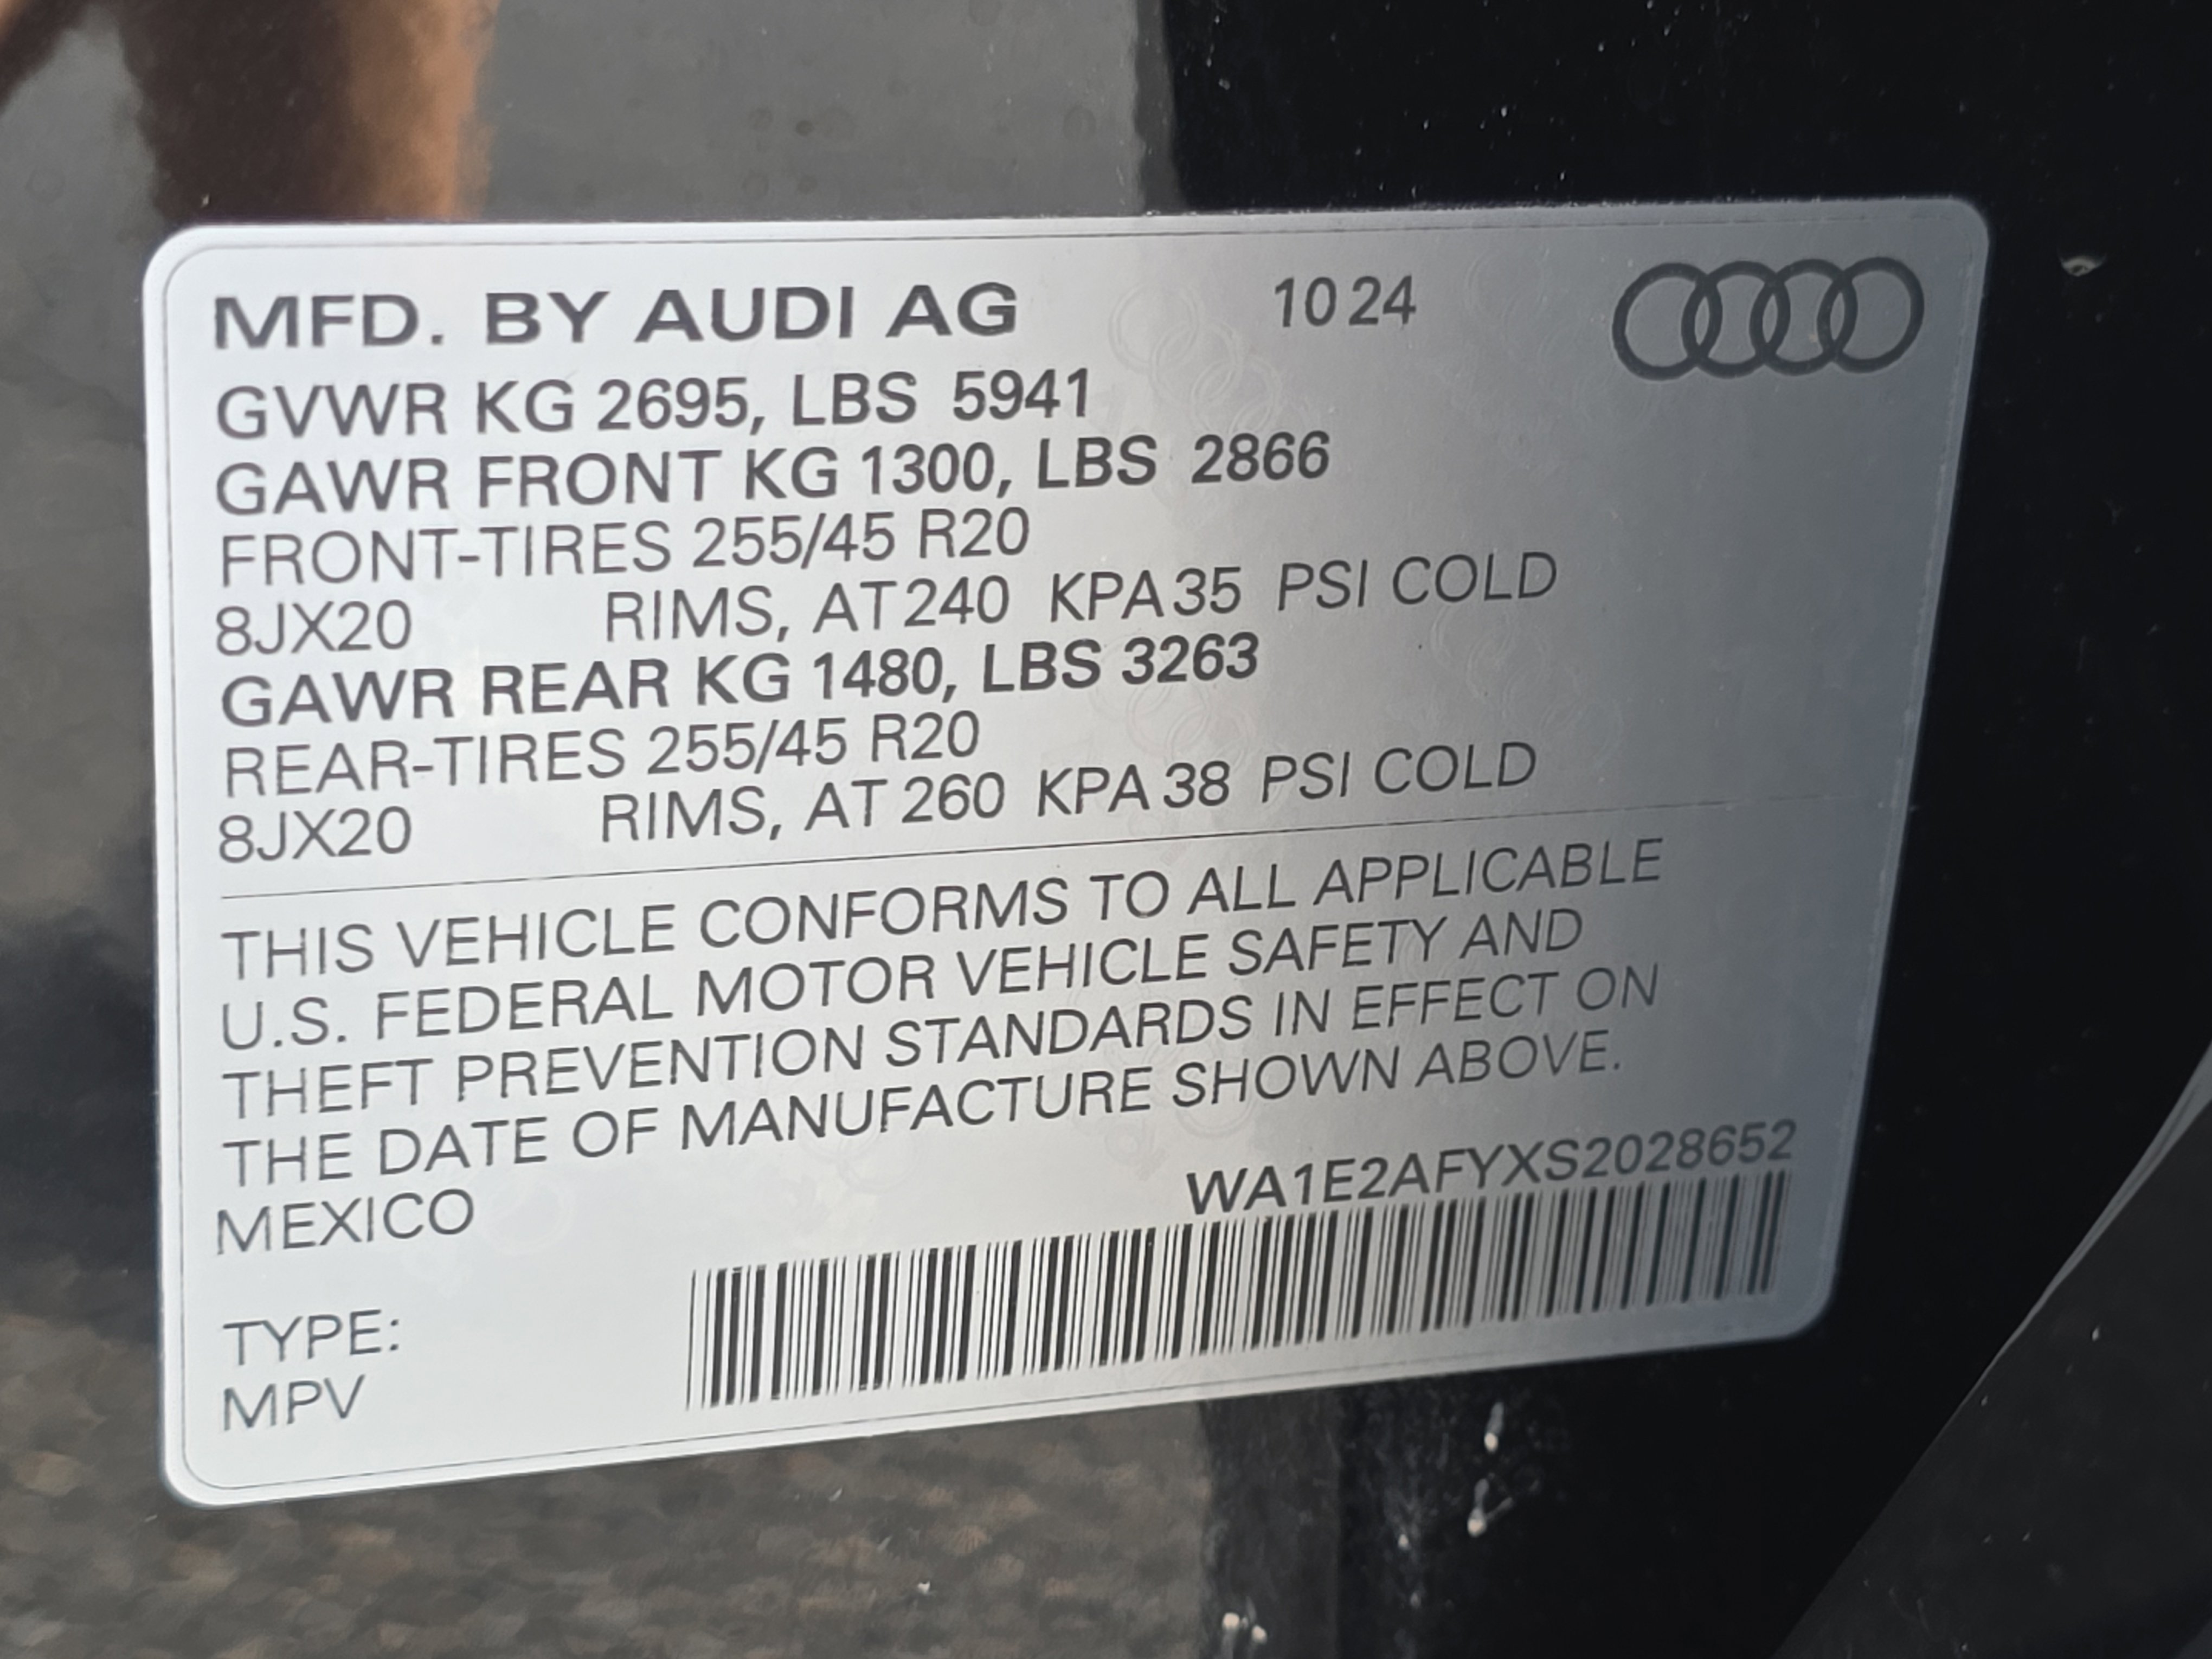 MFD. BY AUDI AG 10 24
GVWR KG 2695, LBS 5941
GAWR FRONT KG 1300, LBS 2866
FRONT-TIRES 255/45 R20
8JX20 RIMS, AT 240 KPA 35 PSI COLD
GAWR REAR KG 1480, LBS 3263
REAR-TIRES 255/45 R20
8JX20 RIMS, AT 260 KPA 38 PSI COLD
THIS VEHICLE CONFORMS TO ALL APPLICABLE
U.S. FEDERAL MOTOR VEHICLE SAFETY AND
THEFT PREVENTION STANDARDS IN EFFECT ON
THE DATE OF MANUFACTURE SHOWN ABOVE.
WA1E2AFYXS2028652
MEXICO
TYPE:
MPV